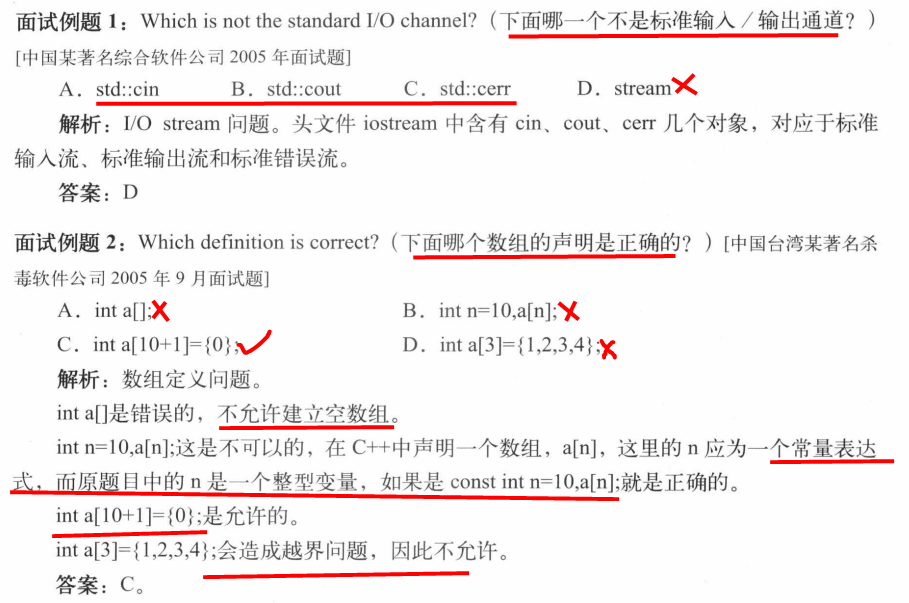 面试例题 1：Which is not the standard I/O channel?（下面哪一个不是标准输入／输出通道？）
[中国某著名综合软件公司 2005 年面试题]
A．std::cin B．std::cout C．std::cerr D．stream
解析：I/O stream 问题。头文件 iostream 中含有 cin、cout、cerr 几个对象，对应于标准
输入流、标准输出流和标准错误流。
答案：D
面试例题 2：Which definition is correct?（下面哪个数组的声明是正确的？）[中国台湾某著名杀
毒软件公司 2005 年 9 月面试题]
A．int a[]; B．int n=10,a[n];
C．int a[10+1]={0}; D．int a[3]={1,2,3,4};
解析：数组定义问题。
int a[]是错误的，不允许建立空数组。
int n=10,a[n];这是不可以的，在 C++中声明一个数组，a[n]，这里的 n 应为一个常量表达
式，而原题目中的 n 是一个整型变量，如果是 const int n=10,a[n];就是正确的。
int a[10+1]={0};是允许的。
int a[3]={1,2,3,4};会造成越界问题，因此不允许。
答案：C。